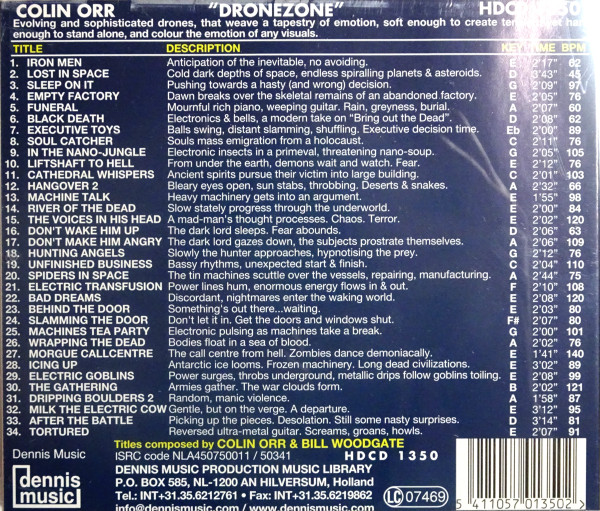 COLIN ORR "DRONEZONE" HDCD 1350
Evolving and sophisticated drones, that weave a tapestry of emotion, soft enough to create
enough to stand alone, and colour the emotion of any visuals.
TITLE DESCRIPTION KEY TIME BPM
1. IRON MEN Anticipation of the inevitable, no avoiding. E 2'17" 62
2. LOST IN SPACE Cold dark depths of space, endless spiralling planets & asteroids. D 3'43" 45
3. SLEEP ON IT Pushing towards a hasty (and wrong) decision. G 2'09" 97
4. EMPTY FACTORY Dawn breaks over the skeletal remains of an abandoned factory. E 2'05" 76
5. FUNERAL Mournful rich piano, weeping guitar. Rain, greyness, burial. C 2'07" 60
6. BLACK DEATH Electronics & bells, a modern take on "Bring out the Dead". D 2'08" 62
7. EXECUTIVE TOYS Balls swing, distant slamming, shuffling. Executive decision time. Eb 2'00" 89
8. SOUL CATCHER Souls mass emigration from a holocaust. C 2'11" 76
9. IN THE NANO-JUNGLE Electronic insects in a primeval, threatening nano-soup. C 2'05" 105
10. LIFTSHAFT TO HELL From under the earth, demons wait and watch. Fear. E 2'12" 76
11. CATHEDRAL WHISPERS Ancient spirits pursue their victim into large building. C 2'01" 103
12. HANGOVER 2 Bleary eyes open, sun stabs, throbbing. Deserts & snakes. A 2'32" 66
13. MACHINE TALK Heavy machinery gets into an argument. E 1'55" 98
14. RIVER OF THE DEAD Slow stately progress through the underworld. E 2'00" 84
15. THE VOICES IN HIS HEAD A mad-man's thought processes. Chaos. Terror. E 2'02" 120
16. DON'T WAKE HIM UP The dark lord sleeps. Fear abounds. D 2'06" 63
17. DON'T MAKE HIM ANGRY The dark lord gazes down, the subjects prostrate themselves. A 2'06" 109
18. HUNTING ANGELS Slowly the hunter approaches, hypnotising the prey. G 2'12" 76
19. UNFINISHED BUSINESS Bassy rhythms, unexpected start & finish. C 2'04" 110
20. SPIDERS IN SPACE The tin machines scuttle over the vessels, repairing, manufacturing. A 2'44" 75
21. ELECTRIC TRANSFUSION Power lines hum, enormous energy flows in & out. F 2'10" 108
22. BAD DREAMS Discordant, nightmares enter the waking world. E 2'08" 120
23. BEHIND THE DOOR Something's out there...waiting. E 2'03" 80
24. SLAMMING THE DOOR Don't let it in. Get the doors and windows shut. F# 2'07" 80
25. MACHINES TEA PARTY Electronic pulsing as machines take a break. G 2'00" 101
26. WRAPPING THE DEAD Bodies float in a sea of blood. A 2'02" 76
27. MORGUE CALLCENTRE The call centre from hell. Zombies dance demoniacally. E 1'41" 140
28. ICING UP Antarctic ice looms. Frozen machinery. Long dead civilizations. E 3'02" 89
29. ELECTRIC GOBLINS Power surges, throbs underground, metallic drips follow goblins toiling. E 2'08" 99
30. THE GATHERING Armies gather. The war clouds form. B 2'02" 121
31. DRIPPING BOULDERS 2 Random, manic violence. A 1'58" 87
32. MILK THE ELECTRIC COW Gentle, but on the verge. A departure. E 3'12" 95
33. AFTER THE BATTLE Picking up the pieces. Desolation. Still some nasty surprises. D 3'14" 81
34. TORTURED Reversed ultra-metal guitar. Screams, groans, howls. E 2'07" 91
Titles composed by COLIN ORR & BILL WOODGATE
Dennis Music ISRC code NLA450750011 / 50341 HDCD 1350
DENNIS MUSIC PRODUCTION MUSIC LIBRARY
P.O. BOX 585, NL-1200 AN HILVERSUM, Holland
Tel.: INT+31.35.6212761 • Fax: INT+31.35.6219862
info@dennismusic.com / www.dennismusic.com
dennis
music
LC 07469
5 411057 013502